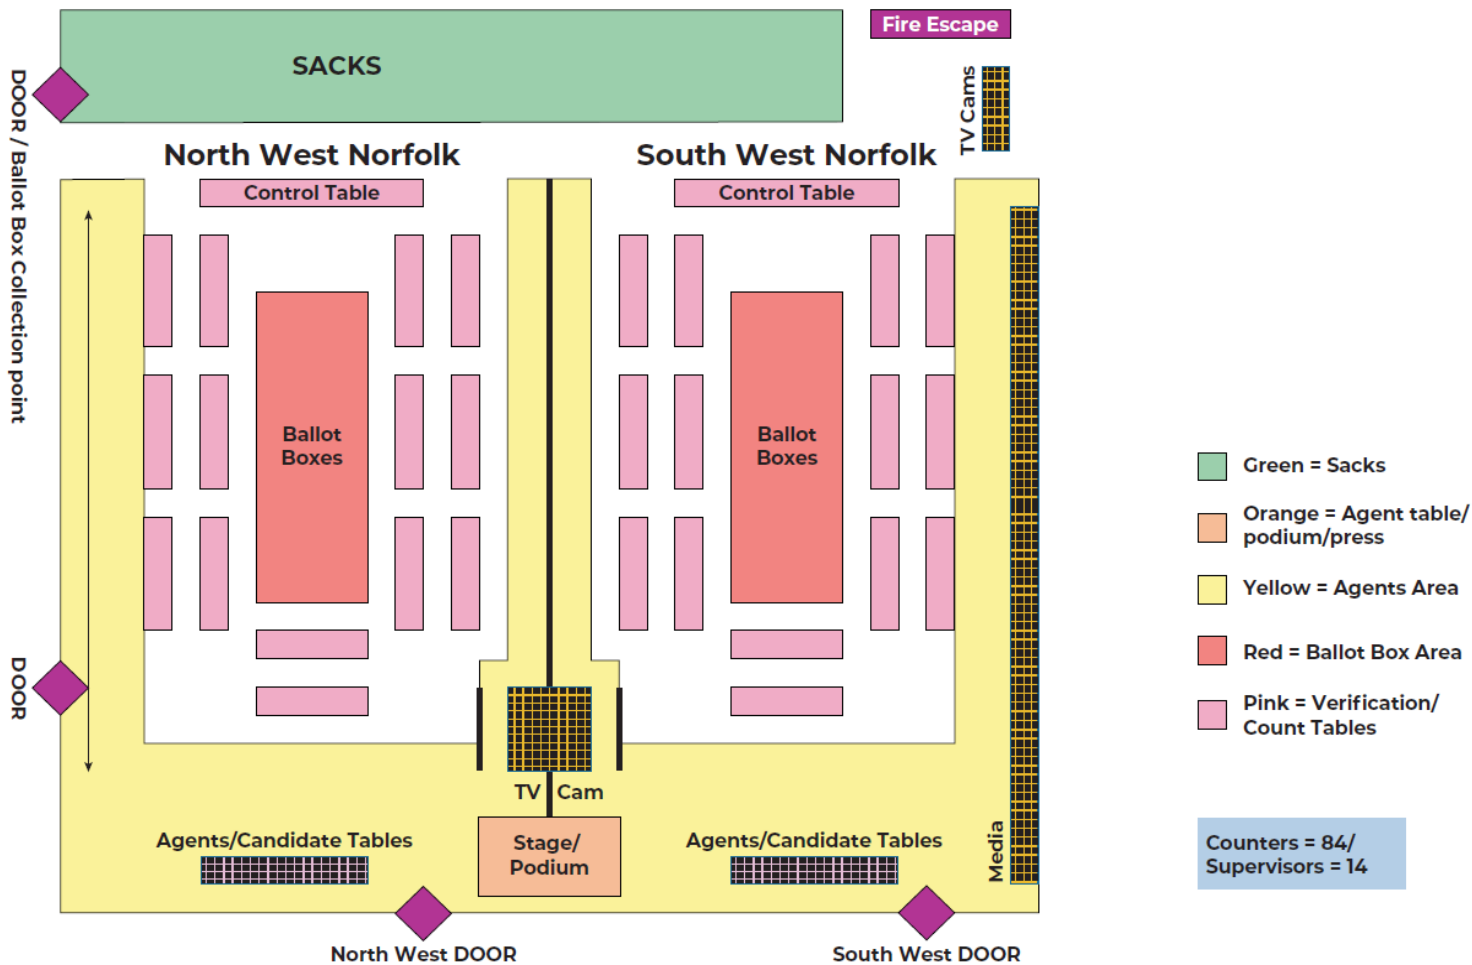 Fire Escape
SACKS
TV Cams
DOOR / Ballot Box Collection point
North West Norfolk
South West Norfolk
Control Table
Control Table
Ballot
Boxes
Ballot
Boxes
Green = Sacks
Orange = Agent table/
podium/press
Yellow = Agents Area
Red = Ballot Box Area
Pink = Verification/
Count Tables
DOOR
TV Cam
Agents/Candidate Tables
Stage/
Podium
Agents/Candidate Tables
Media
Counters = 84/
Supervisors = 14
North West DOOR
South West DOOR